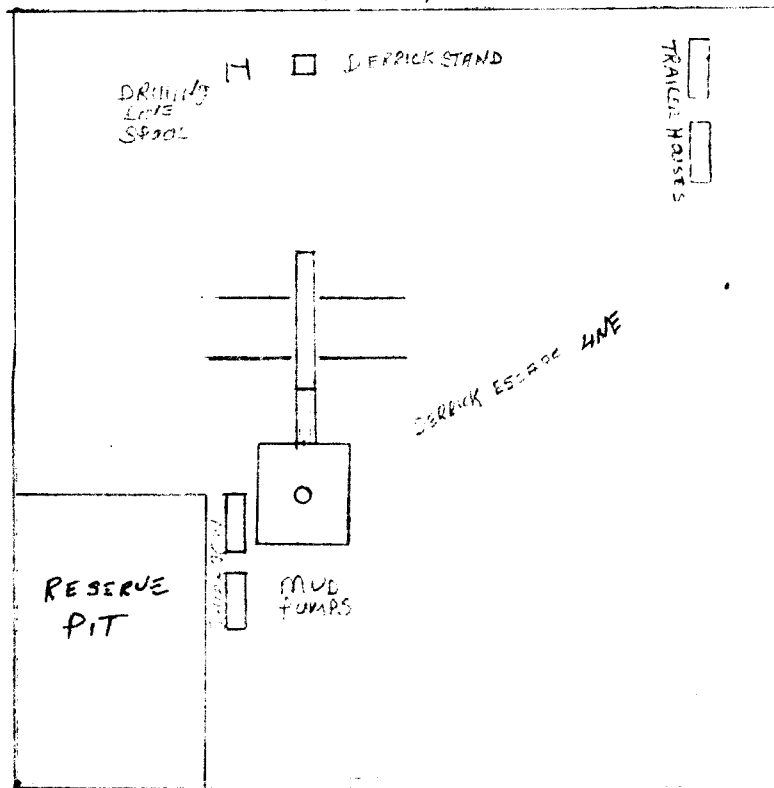 DERRICK STAND
DRILLING
LINE
SPOOL
TRAILER HOUSES
DERRICK ESCAPE LINE
RESERVE
PIT
MUD
PUMPS